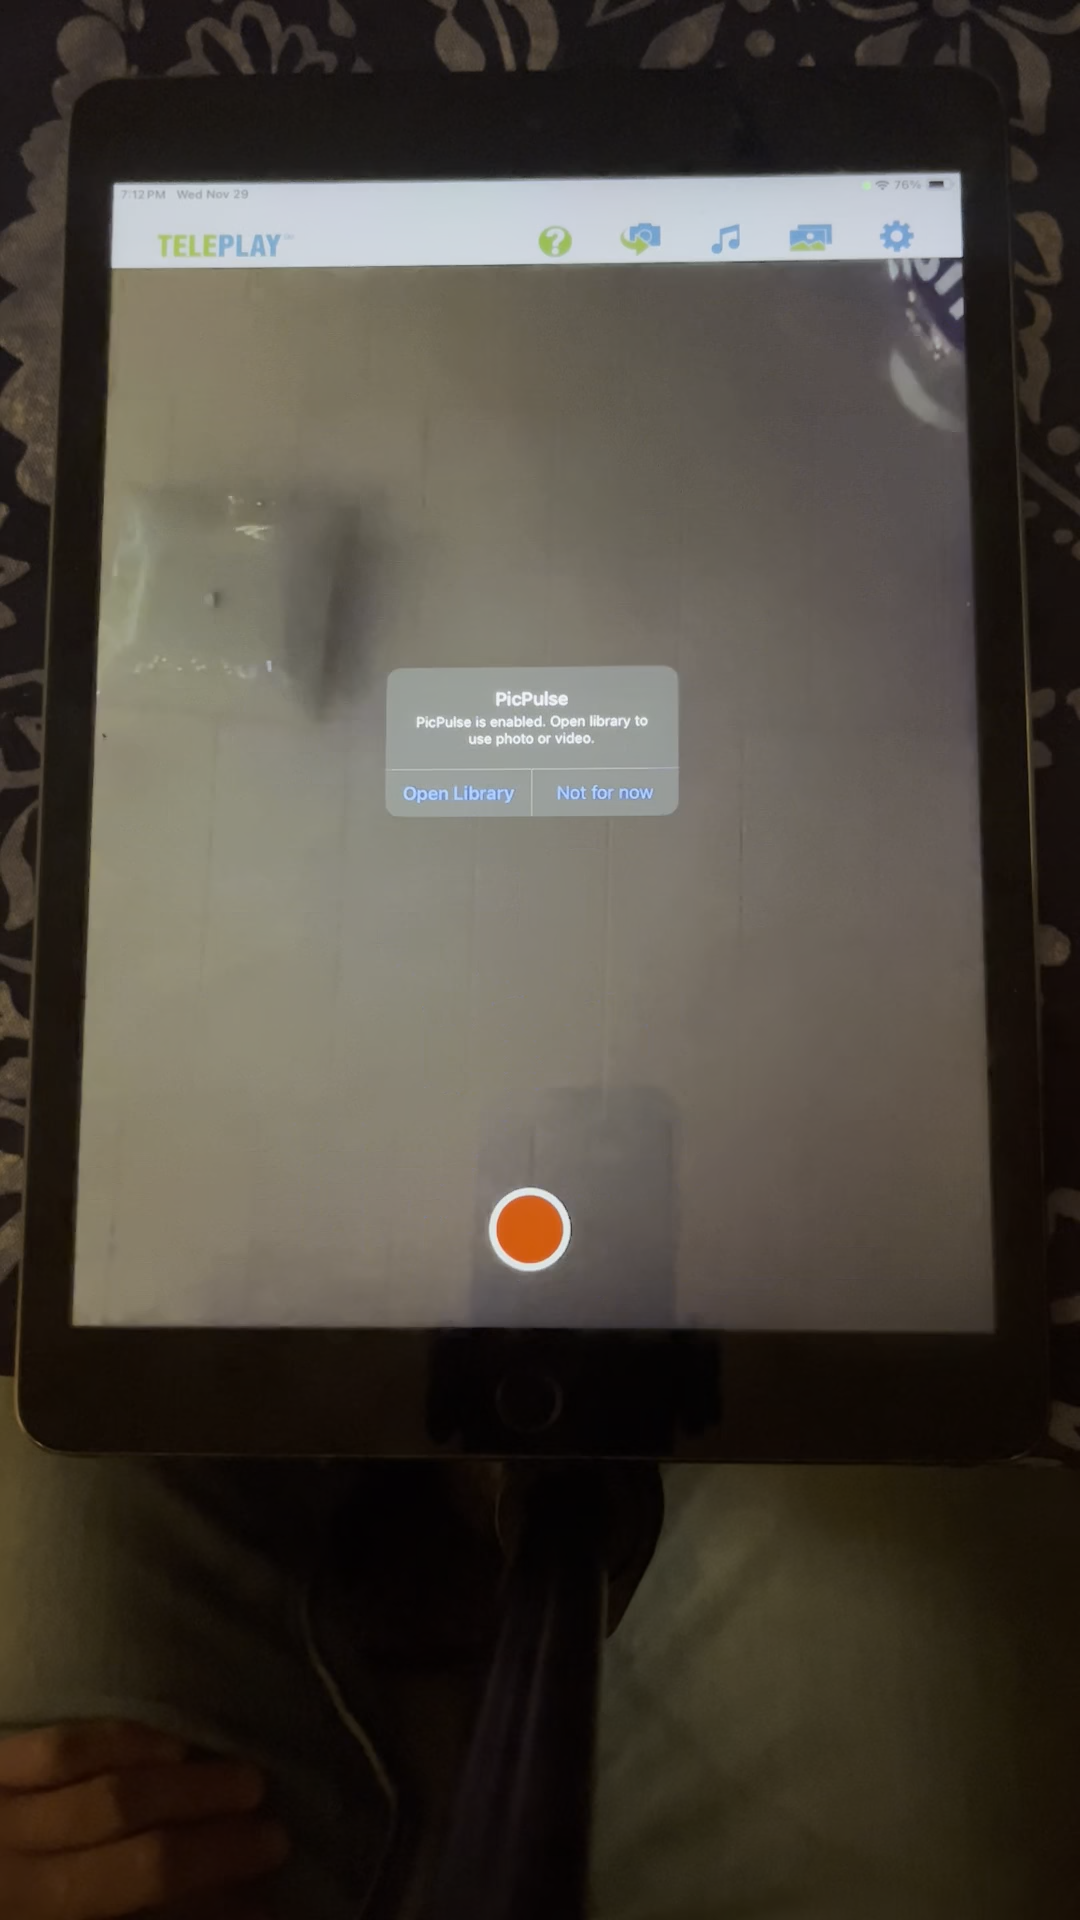 7:12 PM Wed Nov 29
76%
TELEPLAY
PicPulse
PicPulse is enabled. Open library to
use photo or video.
Open Library
Not for now